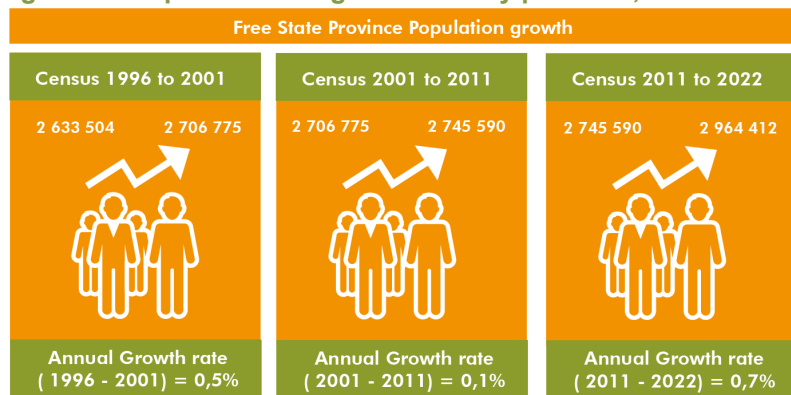 Free State Province Population growth
Census 1996 to 2001
2 633 504 2 706 775
Annual Growth rate
( 1996 - 2001) = 0,5%
Census 2001 to 2011
2 706 775 2 745 590
Annual Growth rate
( 2001 - 2011) = 0,1%
Census 2011 to 2022
2 745 590 2 964 412
Annual Growth rate
( 2011 - 2022) = 0,7%